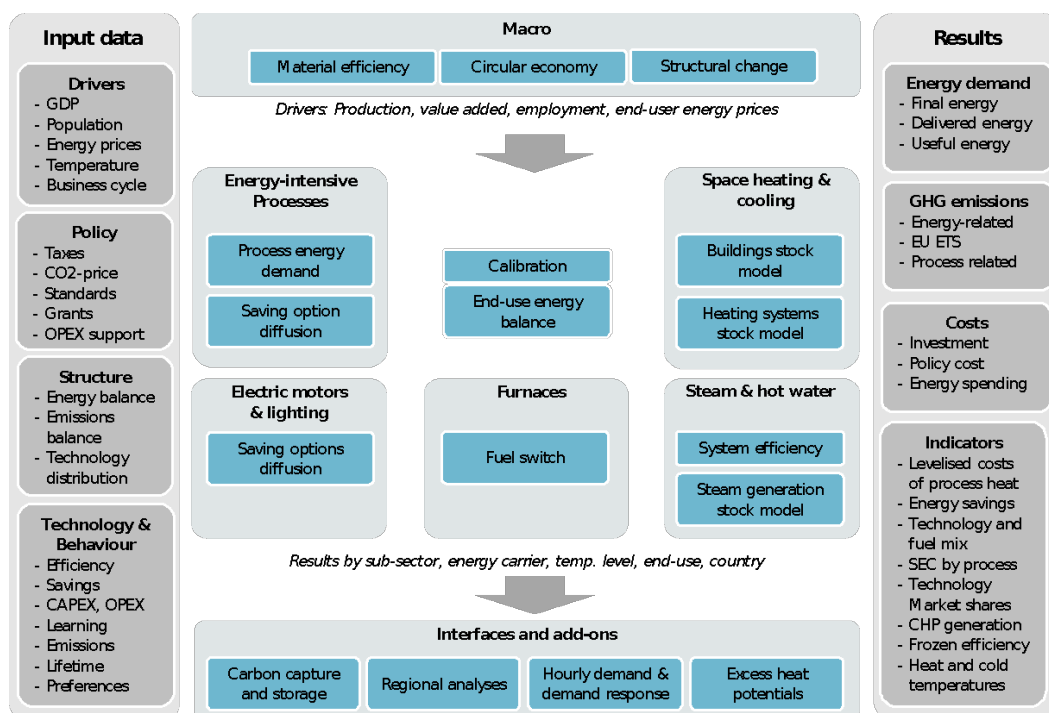 Input data
Drivers
- GDP
- Population
- Energy prices
- Temperature
- Business cycle
Policy
- Taxes
- CO2-price
- Standards
- Grants
- OPEX support
Structure
- Energy balance
- Emissions
balance
- Technology
distribution
Technology &
Behaviour
- Efficiency
- Savings
- CAPEX, OPEX
- Learning
- Emissions
- Lifetime
- Preferences
Macro
Material efficiency
Circular economy
Structural change
Drivers: Production, value added, employment, end-user energy prices
Energy-intensive
Processes
Process energy
demand
Saving option
diffusion
Calibration
End-use energy
balance
Space heating &
cooling
Buildings stock
model
Heating systems
stock model
Electric motors
& lighting
Saving options
diffusion
Furnaces
Fuel switch
Steam & hot water
System efficiency
Steam generation
stock model
Results by sub-sector, energy carrier, temp. level, end-use, country
Interfaces and add-ons
Carbon capture
and storage
Regional analyses
Hourly demand &
demand response
Excess heat
potentials
Results
Energy demand
- Final energy
- Delivered energy
- Useful energy
GHG emissions
- Energy-related
- EU ETS
- Process related
Costs
- Investment
- Policy cost
- Energy spending
Indicators
- Levelised costs
of process heat
- Energy savings
- Technology and
fuel mix
- SEC by process
- Technology
Market shares
- CHP generation
- Frozen efficiency
- Heat and cold
temperatures